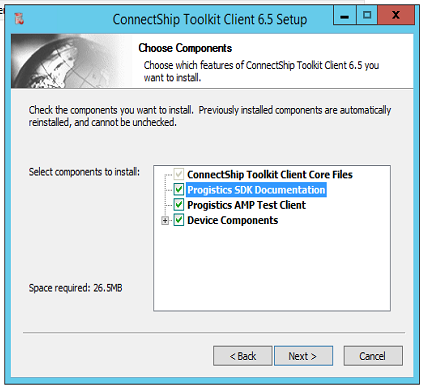 ConnectShip Toolkit Client 6.5 Setup
Choose Components
Choose which features of ConnectShip Toolkit Client 6.5 you
want to install.
Check the components you want to install. Previously installed components are automatically
reinstalled, and cannot be unchecked.
Select components to install:
ConnectShip Toolkit Client Core Files
Progistics SDK Documentation
Progistics AMP Test Client
Device Components
Space required: 26.5MB
< Back
Next >
Cancel